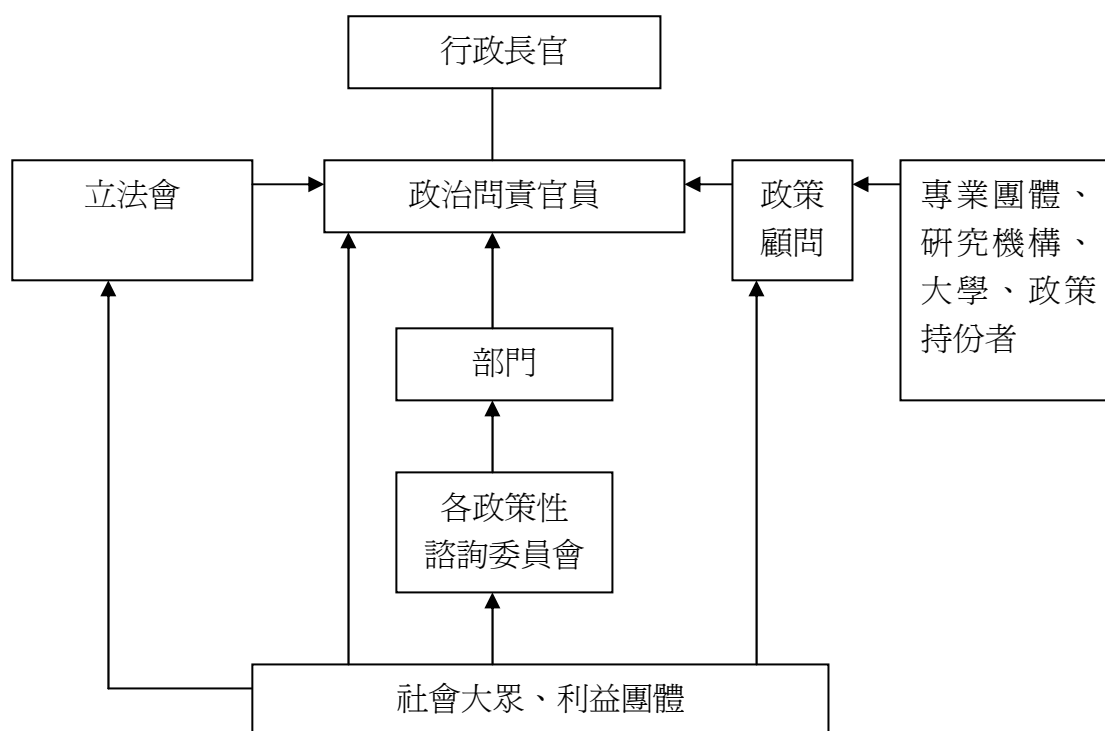 行政長官
立法會
政治問責官員
政策
顧問
專業團體、
研究機構、
大學、政策
持份者
部門
各政策性
諮詢委員會
社會大眾、利益團體